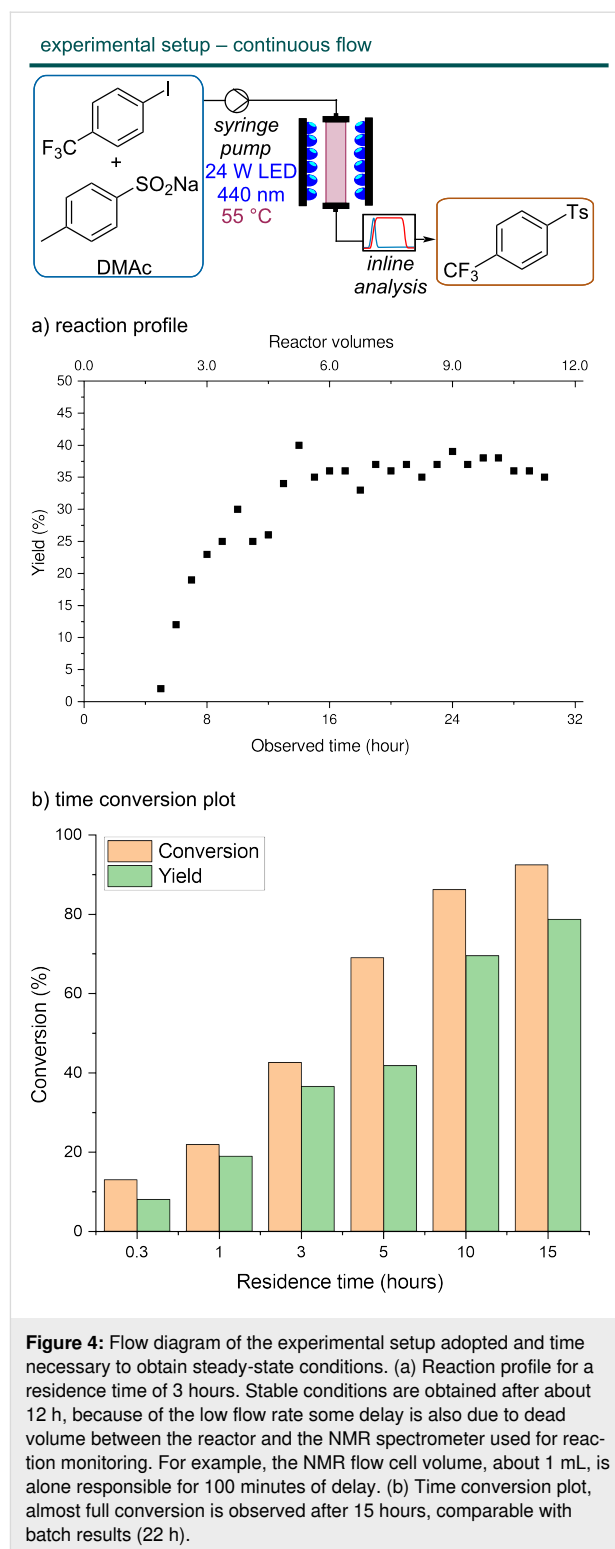 experimental setup – continuous flow
I
F3C
+
SO2Na
DMAc
syringe
pump
24 W LED
440 nm
55 °C
inline
analysis
Ts
CF3
a) reaction profile
Reactor volumes
0.0 3.0 6.0 9.0 12.0
50
45
40
35
30
25
20
15
10
5
0
Yield (%)
0 8 16 24 32
Observed time (hour)
b) time conversion plot
100
80
60
40
20
0
Conversion (%)
Conversion
Yield
0.3 1 3 5 10 15
Residence time (hours)
Figure 4: Flow diagram of the experimental setup adopted and time
necessary to obtain steady-state conditions. (a) Reaction profile for a
residence time of 3 hours. Stable conditions are obtained after about
12 h, because of the low flow rate some delay is also due to dead
volume between the reactor and the NMR spectrometer used for reac-
tion monitoring. For example, the NMR flow cell volume, about 1 mL, is
alone responsible for 100 minutes of delay. (b) Time conversion plot,
almost full conversion is observed after 15 hours, comparable with
batch results (22 h).